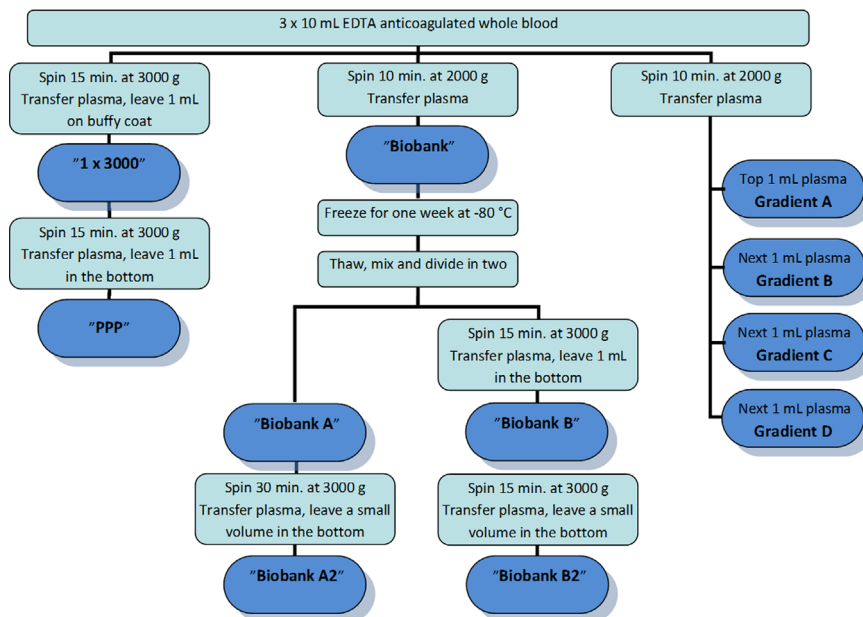 3 x 10 mL EDTA anticoagulated whole blood
Spin 15 min. at 3000 g
Transfer plasma, leave 1 mL
on buffy coat
"1 x 3000"
Spin 15 min. at 3000 g
Transfer plasma, leave 1 mL
in the bottom
"PPP"
Spin 10 min. at 2000 g
Transfer plasma
"Biobank"
Freeze for one week at -80 °C
Thaw, mix and divide in two
"Biobank A"
Spin 30 min. at 3000 g
Transfer plasma, leave a small
volume in the bottom
"Biobank A2"
Spin 15 min. at 3000 g
Transfer plasma, leave 1 mL
in the bottom
"Biobank B"
Spin 15 min. at 3000 g
Transfer plasma, leave a small
volume in the bottom
"Biobank B2"
Spin 10 min. at 2000 g
Transfer plasma
Top 1 mL plasma
Gradient A
Next 1 mL plasma
Gradient B
Next 1 mL plasma
Gradient C
Next 1 mL plasma
Gradient D